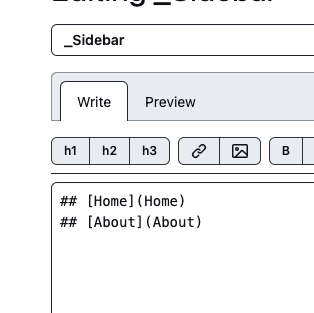 Editing _Sidebar
_Sidebar
Write Preview
h1 h2 h3 B
## [Home](Home)
## [About](About)